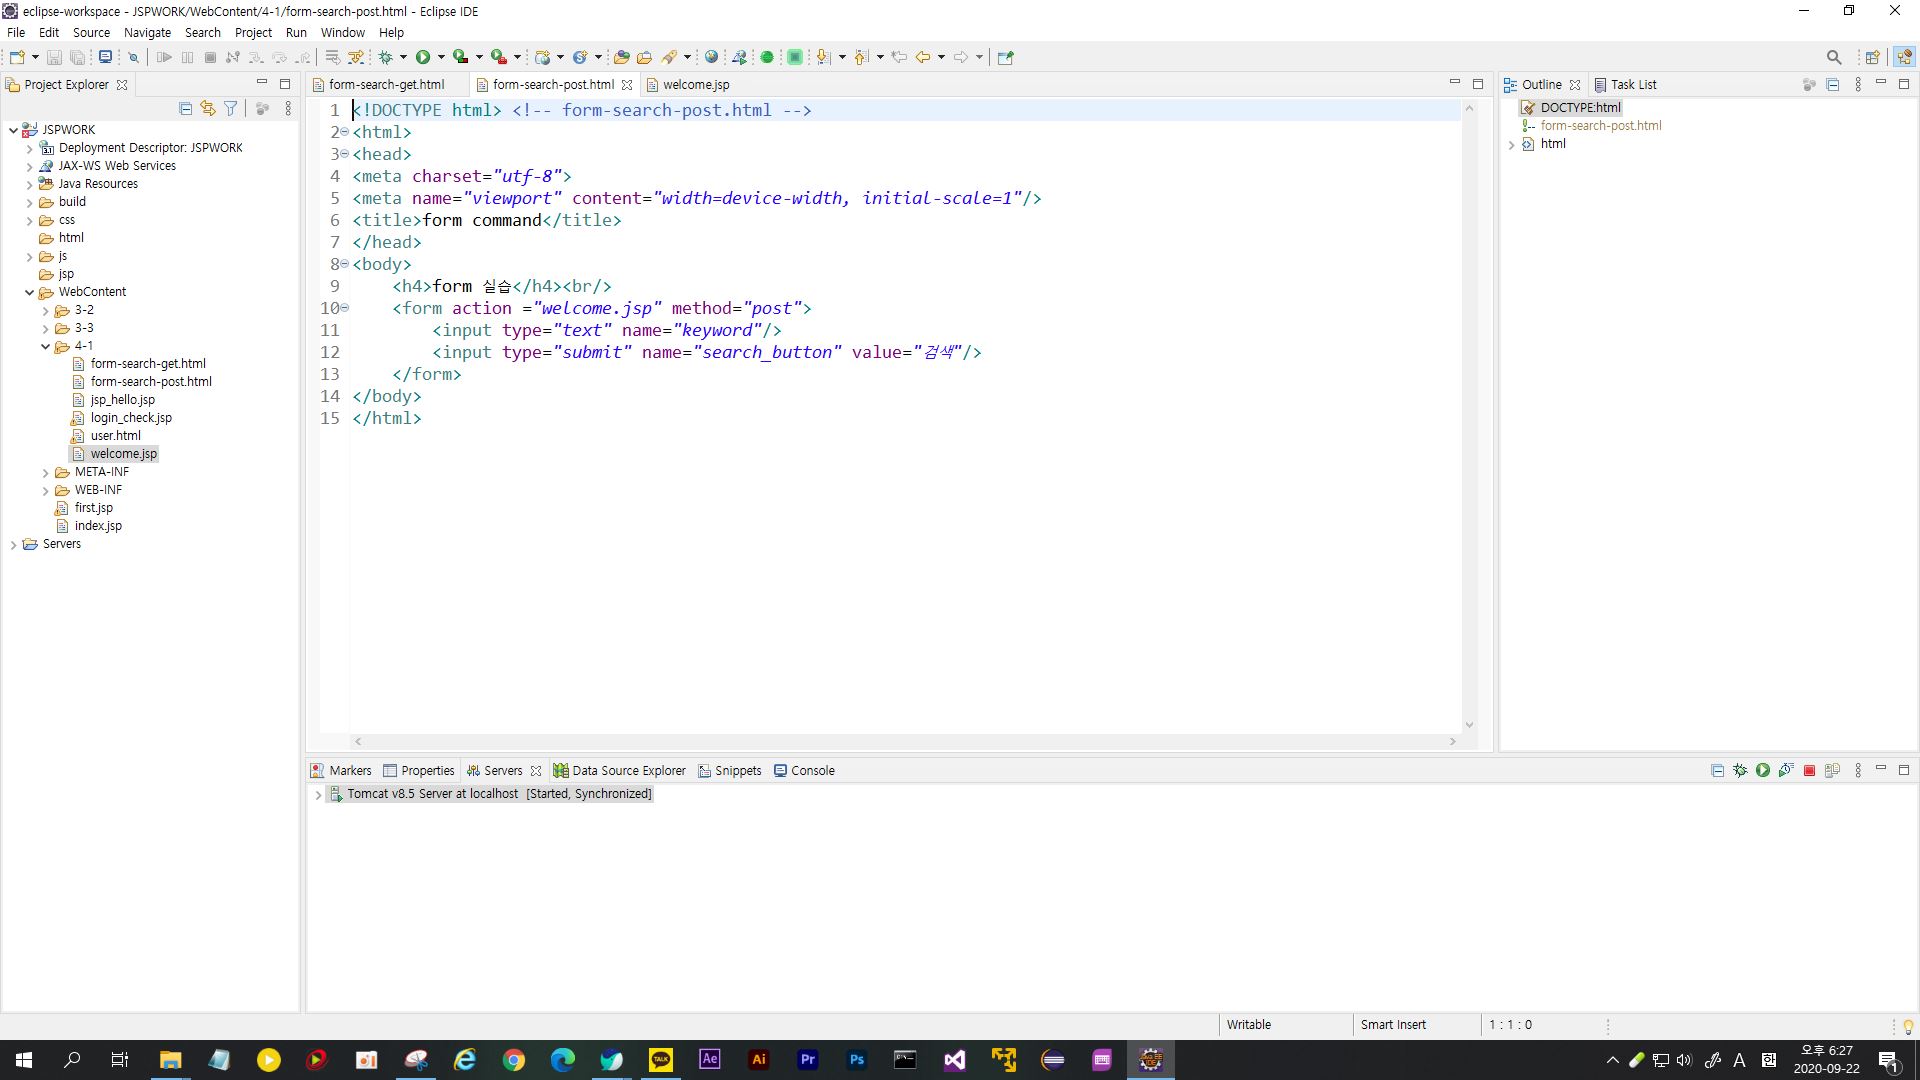 eclipse-workspace - JSPWORK/WebContent/4-1/form-search-post.html - Eclipse IDE
File Edit Source Navigate Search Project Run Window Help
Project Explorer
JSPWORK
Deployment Descriptor: JSPWORK
JAX-WS Web Services
Java Resources
build
css
html
js
jsp
WebContent
3-2
3-3
4-1
form-search-get.html
form-search-post.html
jsp_hello.jsp
login_check.jsp
user.html
welcome.jsp
META-INF
WEB-INF
first.jsp
index.jsp
Servers
form-search-get.html form-search-post.html welcome.jsp
1 <!DOCTYPE html> <!-- form-search-post.html -->
2 <html>
3 <head>
4 <meta charset="utf-8">
5 <meta name="viewport" content="width=device-width, initial-scale=1"/>
6 <title>form command</title>
7 </head>
8 <body>
9 <h4>form 실습</h4><br/>
10 <form action ="welcome.jsp" method="post">
11 <input type="text" name="keyword"/>
12 <input type="submit" name="search_button" value="검색"/>
13 </form>
14 </body>
15 </html>
Outline Task List
DOCTYPE:html
form-search-post.html
html
Markers Properties Servers Data Source Explorer Snippets Console
Tomcat v8.5 Server at localhost [Started, Synchronized]
Writable Smart Insert 1 : 1 : 0
TALK Ae Ai Pr Ps A 한
오후 6:27
2020-09-22
1